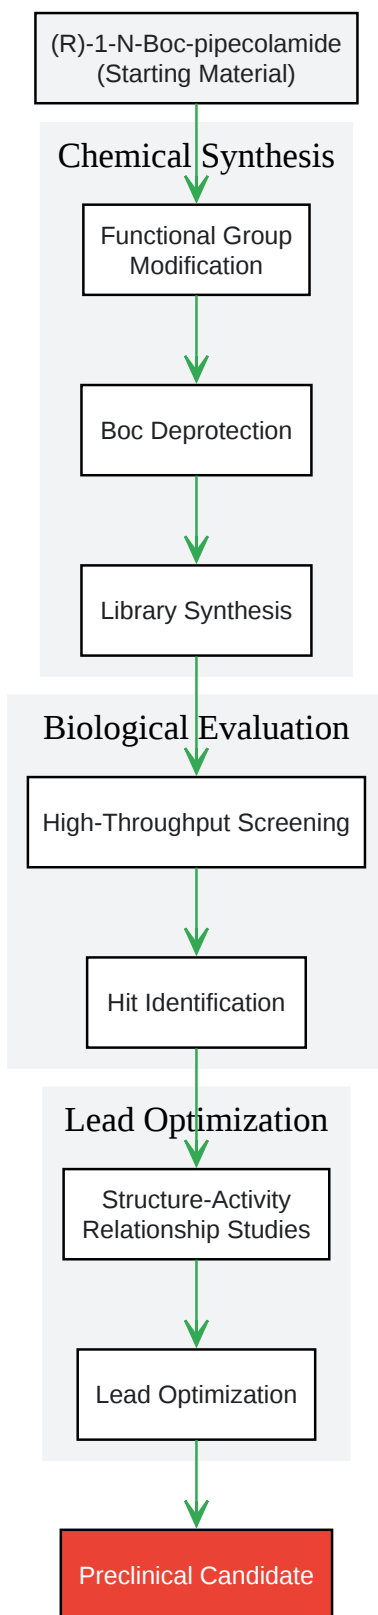 (R)-1-N-Boc-pipecolamide
(Starting Material)
Chemical Synthesis
Functional Group
Modification
Boc Deprotection
Library Synthesis
Biological Evaluation
High-Throughput Screening
Hit Identification
Lead Optimization
Structure-Activity
Relationship Studies
Lead Optimization
Preclinical Candidate